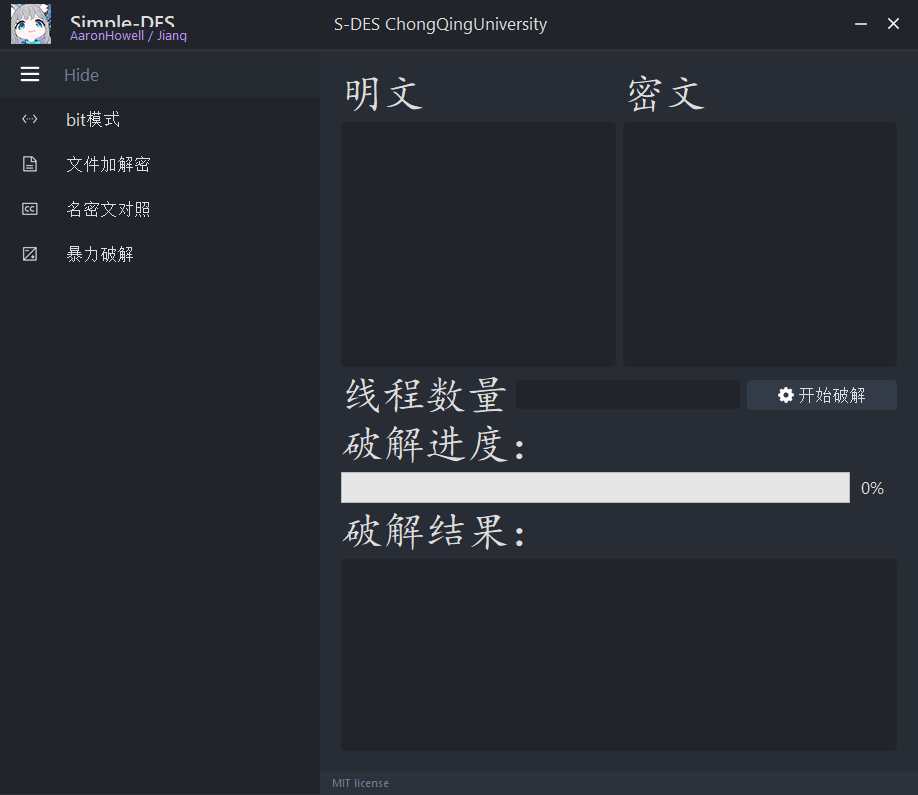 Simple-DES
AaronHowell / Jiang
S-DES ChongQingUniversity
Hide
bit模式
文件加解密
名密文对照
暴力破解
明文
密文
线程数量
开始破解
破解进度：
0%
破解结果：
MIT license